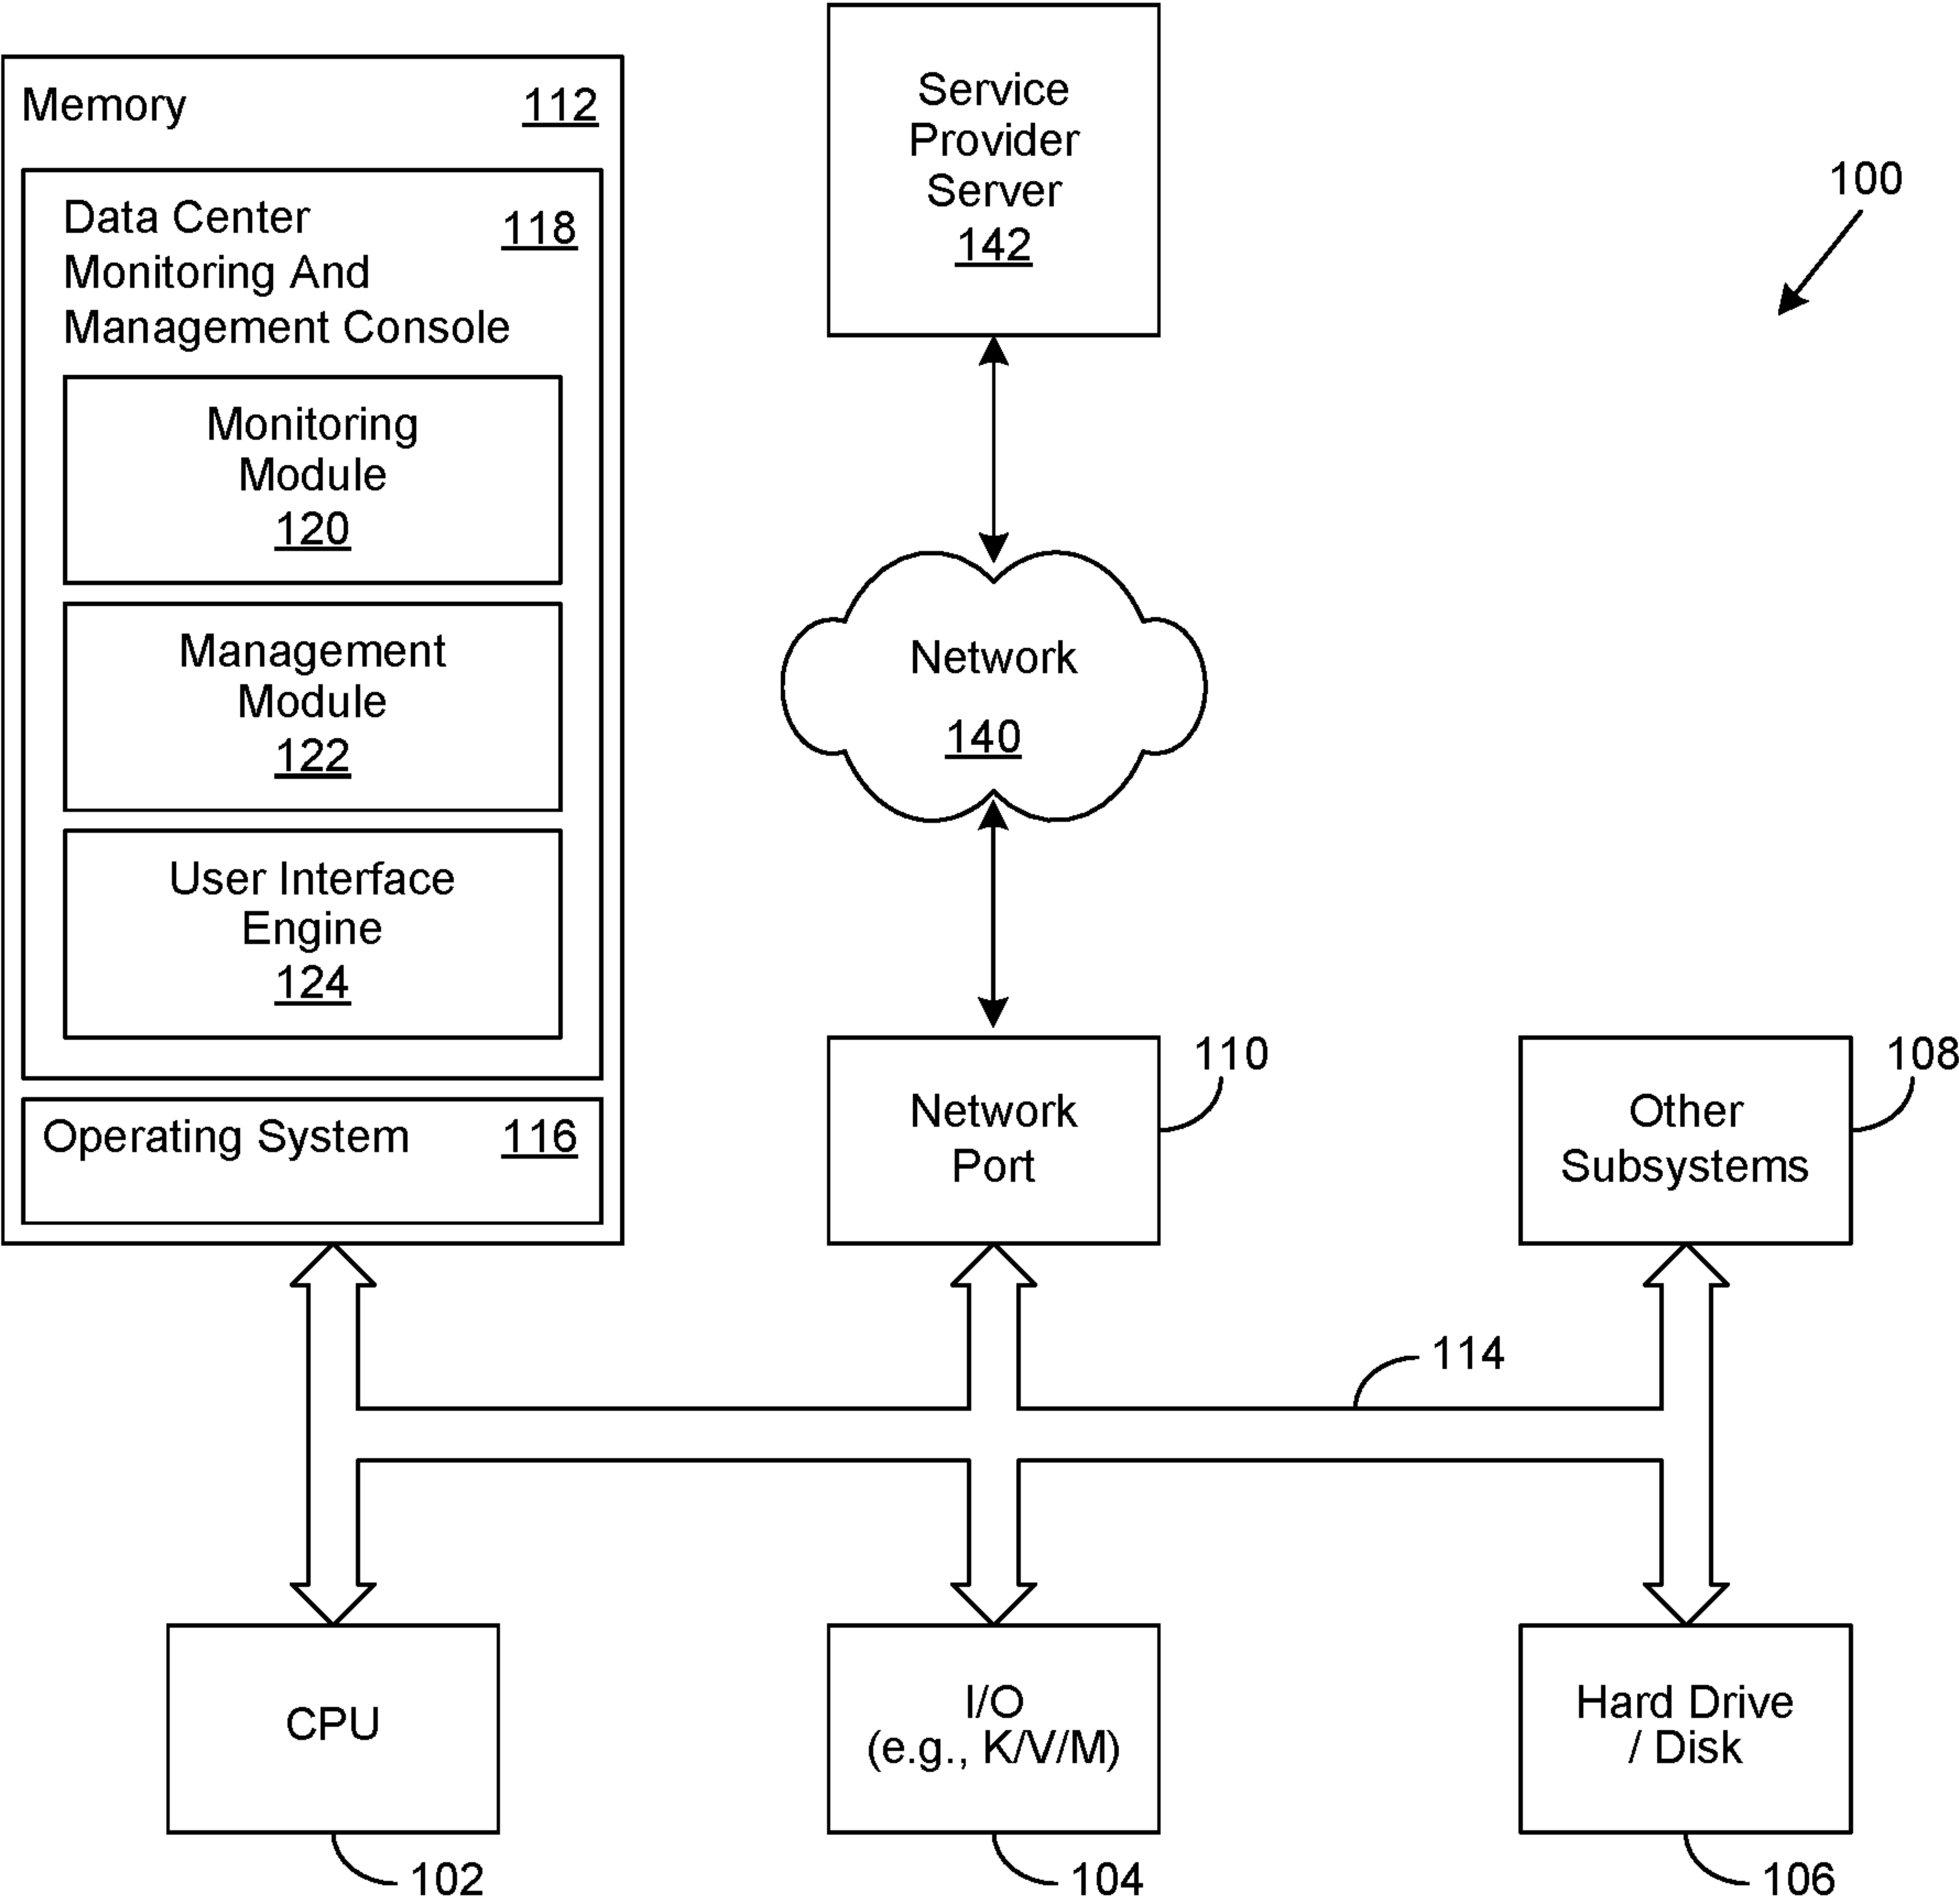 Memory 112
Data Center 118
Monitoring And
Management Console
Monitoring
Module
120
Management
Module
122
User Interface
Engine
124
Operating System 116
Service
Provider
Server
142
100
Network
140
Network
Port
110
Other
Subsystems
108
114
CPU
102
I/O
(e.g., K/V/M)
104
Hard Drive
/ Disk
106